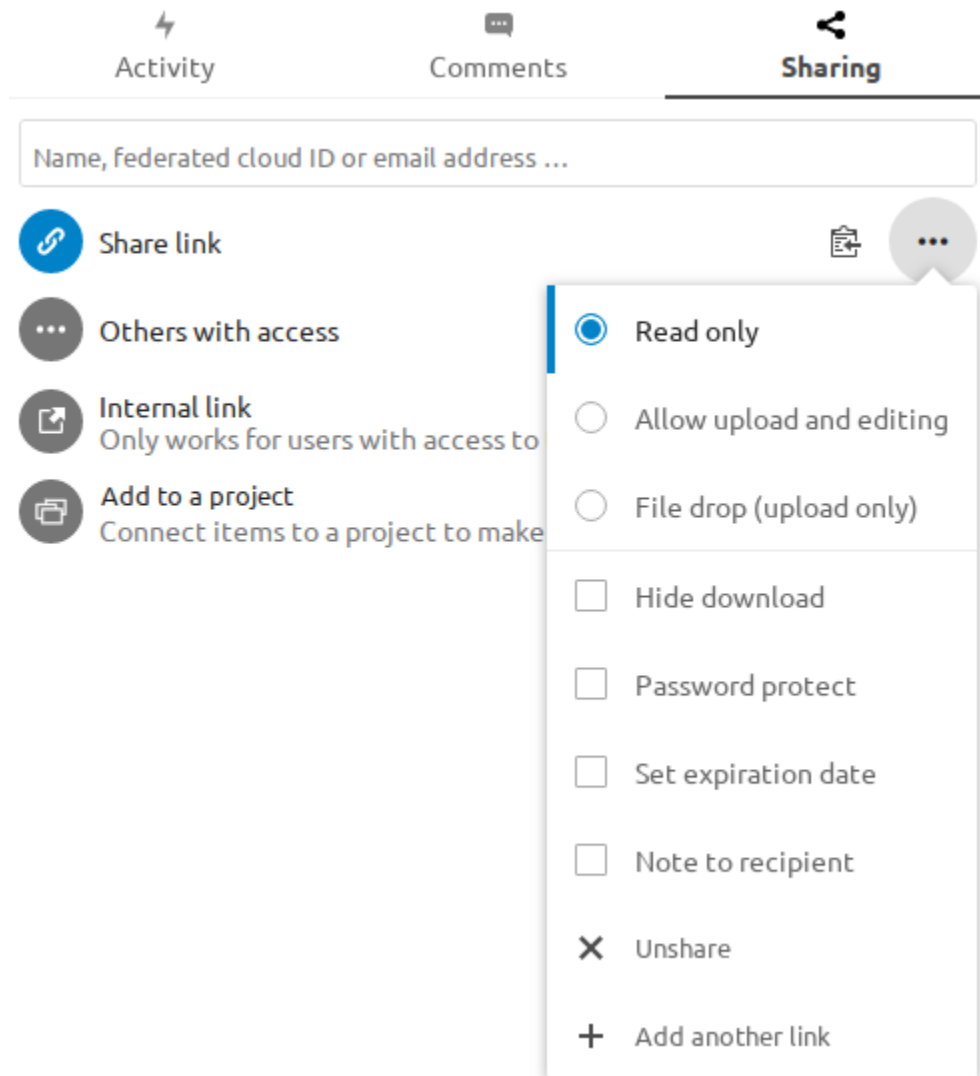 Activity
Comments
Sharing
Name, federated cloud ID or email address ...
Share link
Others with access
Internal link
Only works for users with access to
Add to a project
Connect items to a project to make
Read only
Allow upload and editing
File drop (upload only)
Hide download
Password protect
Set expiration date
Note to recipient
Unshare
Add another link